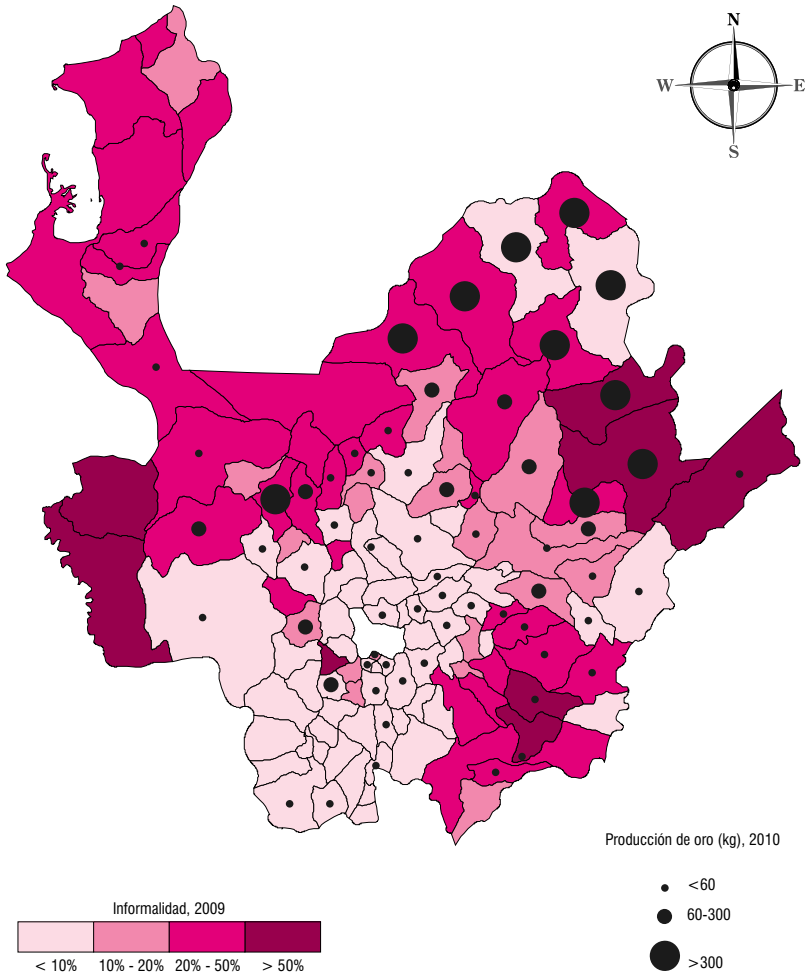 N
W E
S
Producción de oro (kg), 2010
<60
60-300
>300
Informalidad, 2009
< 10% 10% - 20% 20% - 50% > 50%